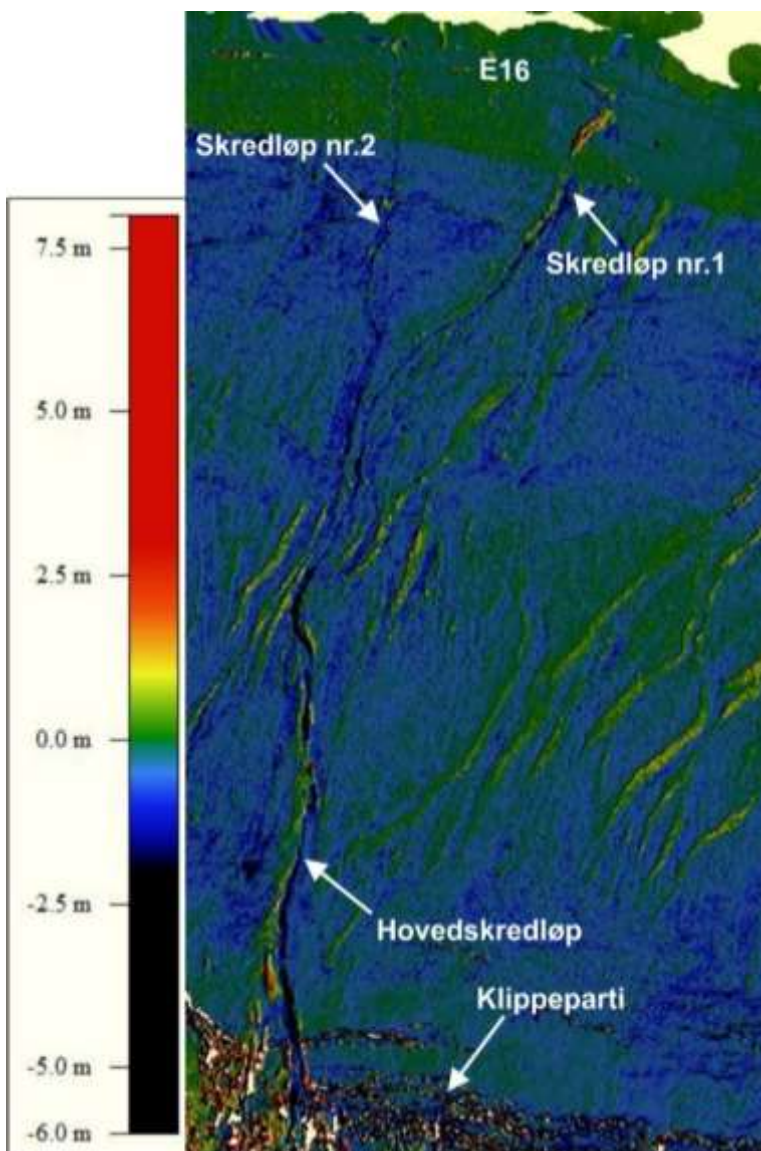 E16
Skredløp nr.2
Skredløp nr.1
7.5 m
5.0 m
2.5 m
0.0 m
-2.5 m
-5.0 m
-6.0 m
Hovedskredløp
Klippeparti